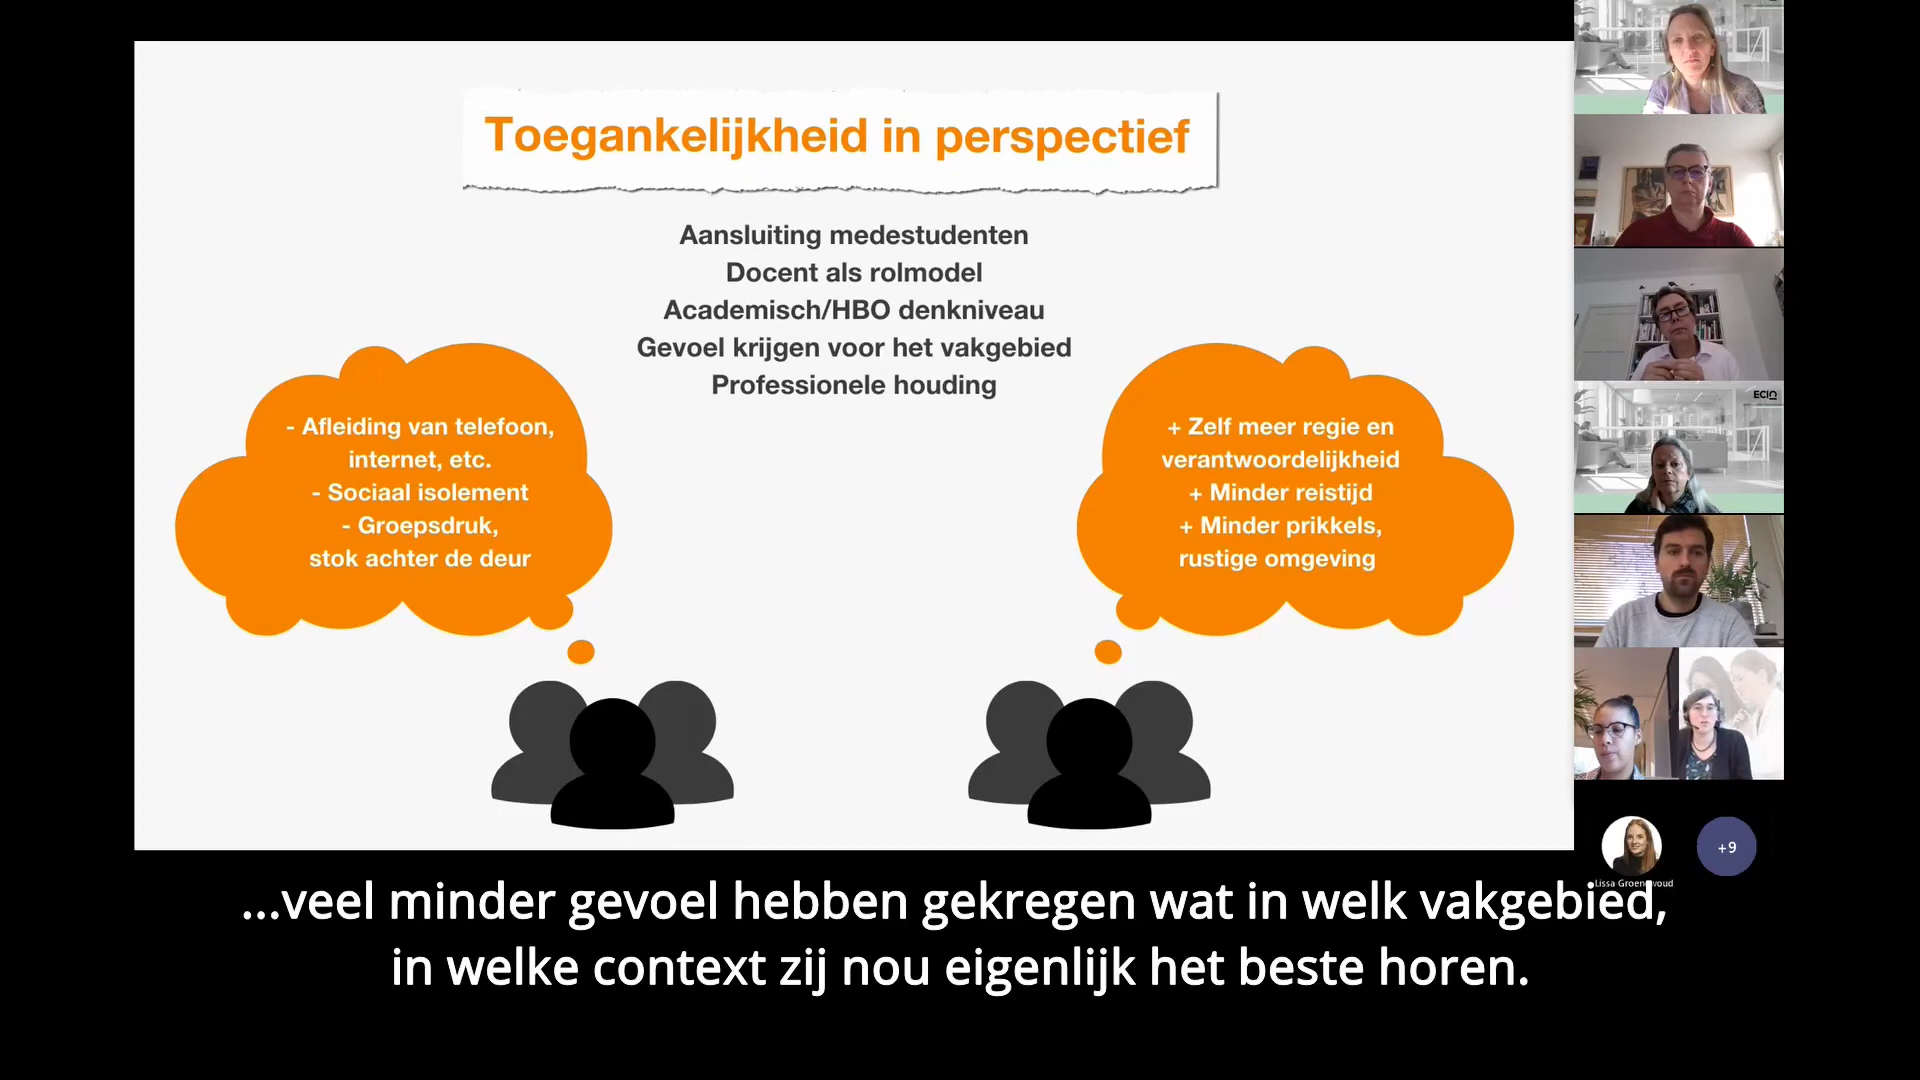 Toegankelijkheid in perspectief
Aansluiting medestudenten
Docent als rolmodel
Academisch/HBO denkniveau
Gevoel krijgen voor het vakgebied
Professionele houding
- Afleiding van telefoon,
internet, etc.
- Sociaal isolement
- Groepsdruk,
stok achter de deur
+ Zelf meer regie en
verantwoordelijkheid
+ Minder reistijd
+ Minder prikkels,
rustige omgeving
ECIO
+9
Lissa Groenewoud
...veel minder gevoel hebben gekregen wat in welk vakgebied,
in welke context zij nou eigenlijk het beste horen.